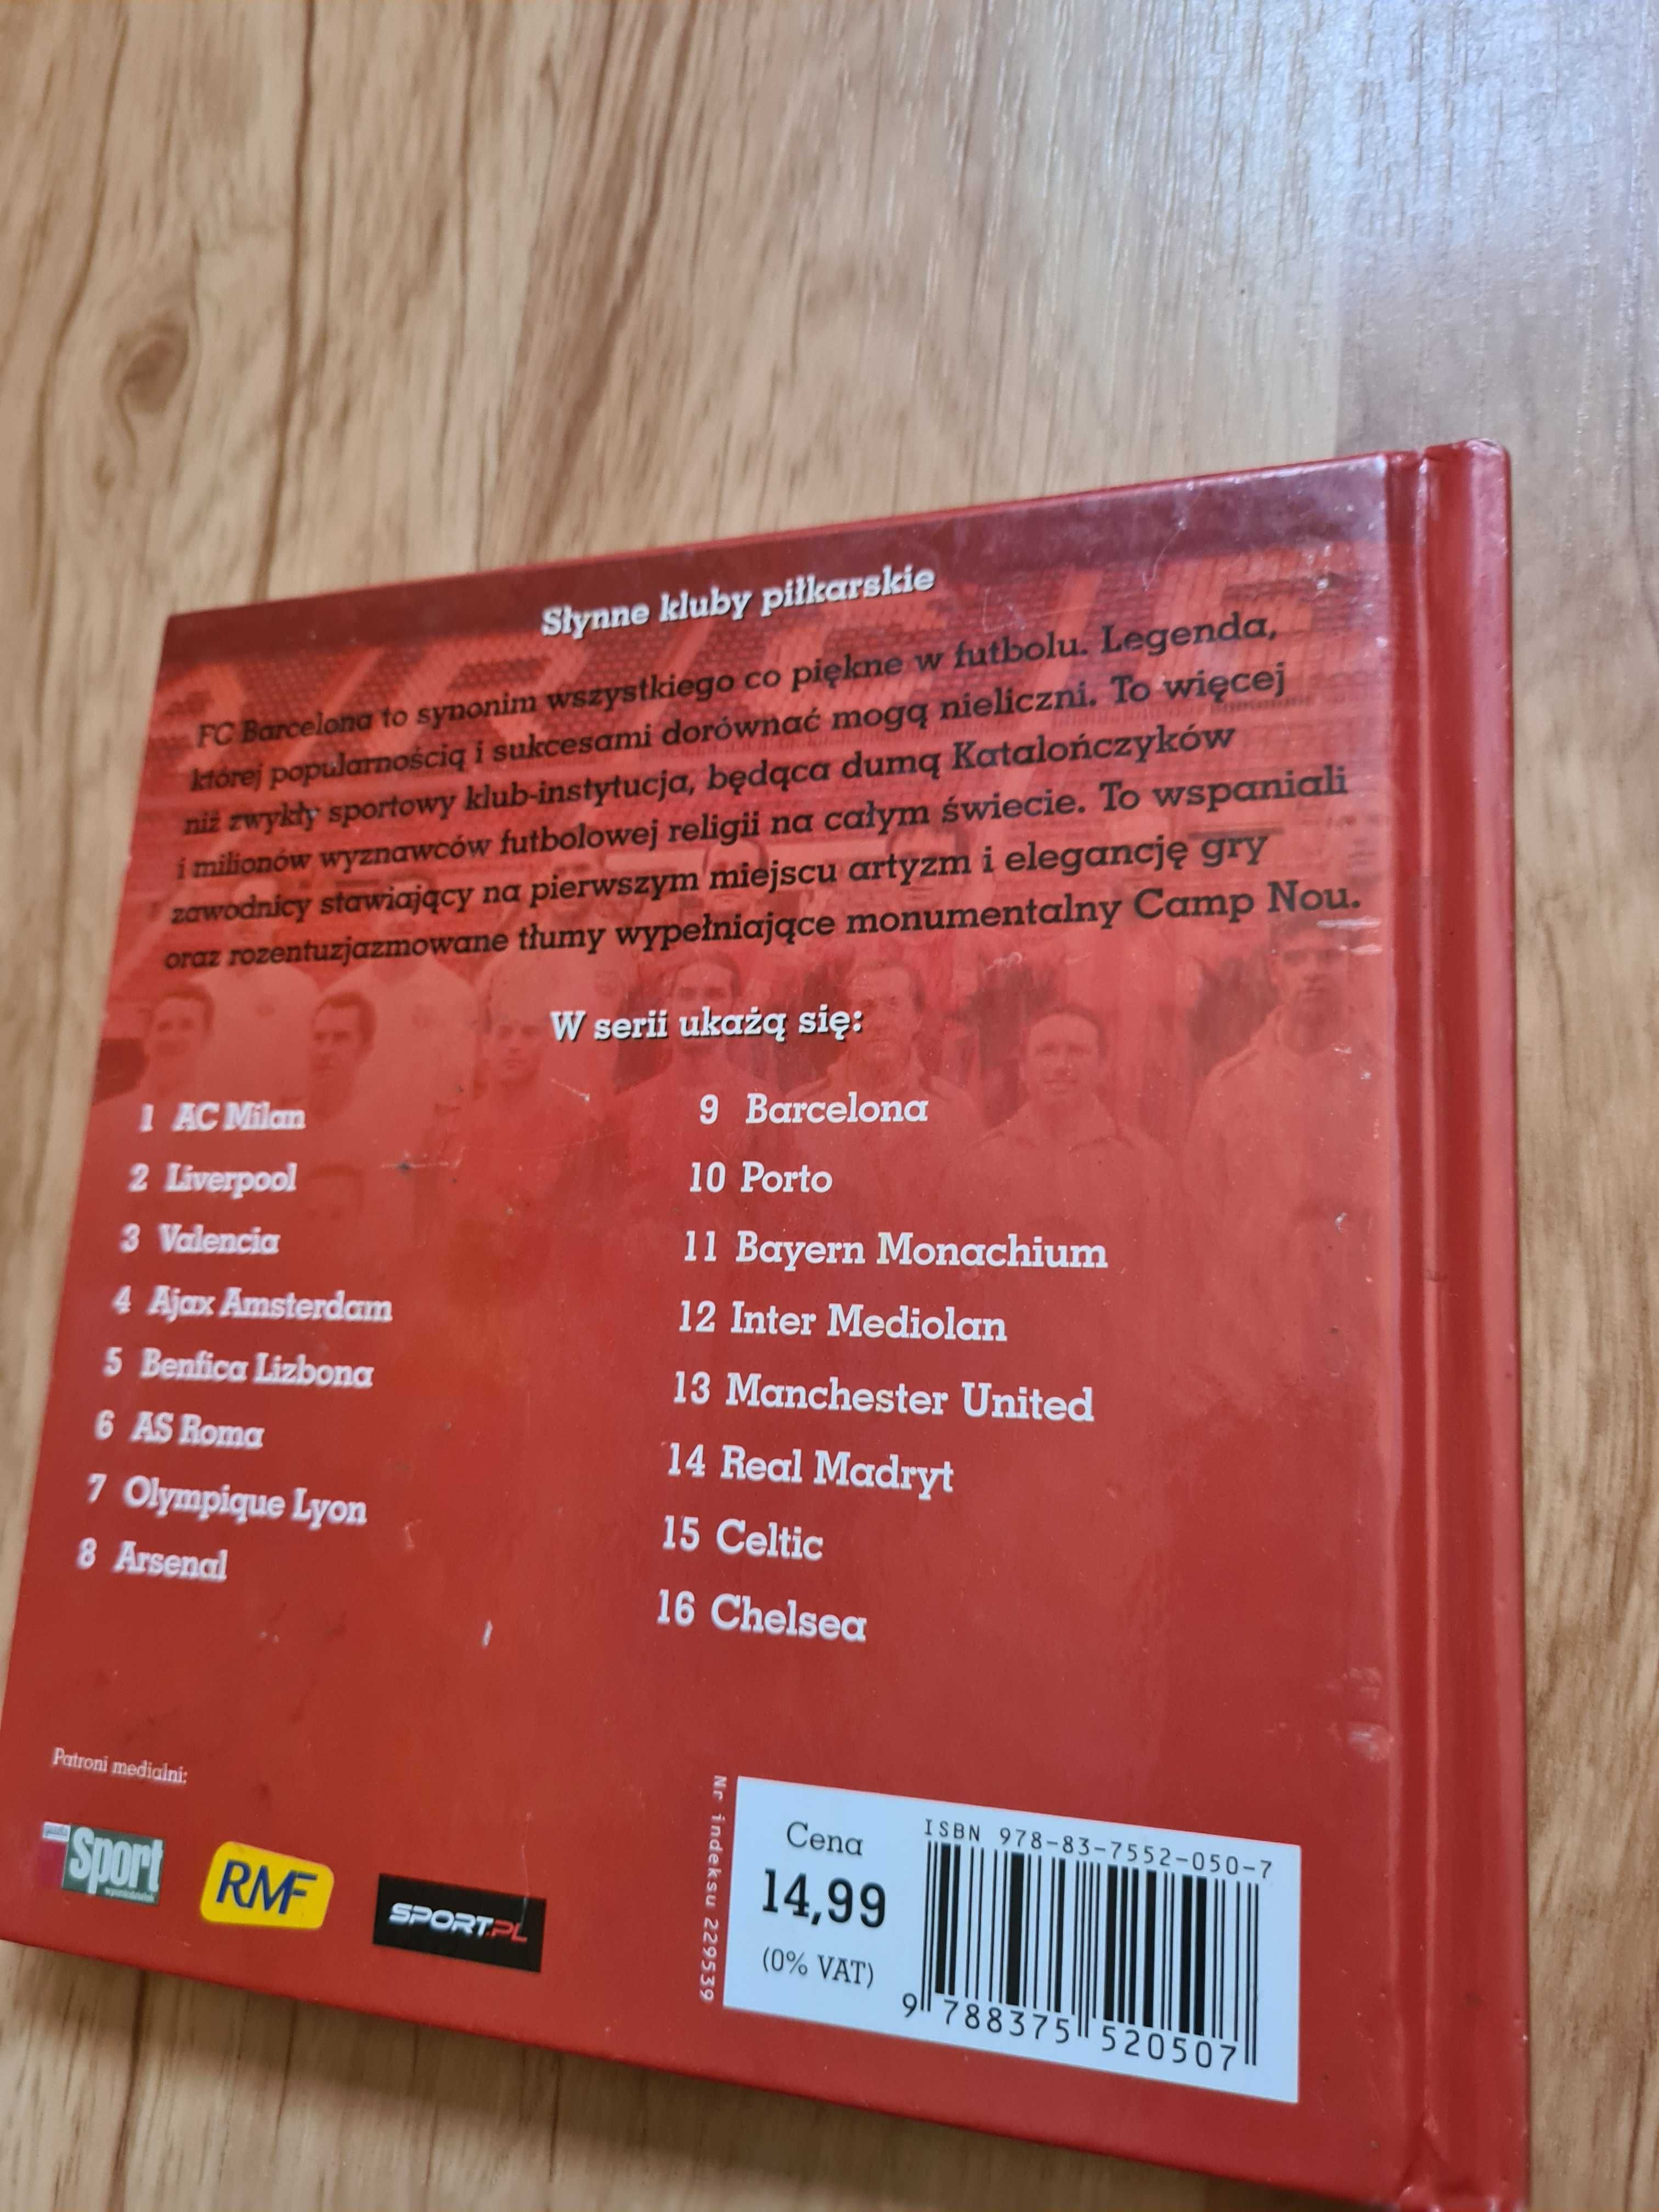 Słynne kluby piłkarskie
FC Barcelona to synonim wszystkiego co piękne w futbolu. Legenda,
której popularnością i sukcesami dorównać mogą nieliczni. To więcej
niż zwykły sportowy klub-instytucja, będąca dumą Katalończyków
i milionów wyznawców futbolowej religii na całym świecie. To wspaniali
zawodnicy stawiający na pierwszym miejscu artyzm i elegancję gry
oraz rozentuzjazmowane tłumy wypełniające monumentalny Camp Nou.
W serii ukażą się:
1 AC Milan
2 Liverpool
3 Valencia
4 Ajax Amsterdam
5 Benfica Lizbona
6 AS Roma
7 Olympique Lyon
8 Arsenal
9 Barcelona
10 Porto
11 Bayern Monachium
12 Inter Mediolan
13 Manchester United
14 Real Madryt
15 Celtic
16 Chelsea
Patroni medialni:
Sport
RMF
SPORT.PL
Nr indeksu 229539
Cena
14,99
(0% VAT)
ISBN 978-83-7552-050-7
9 788375 520507